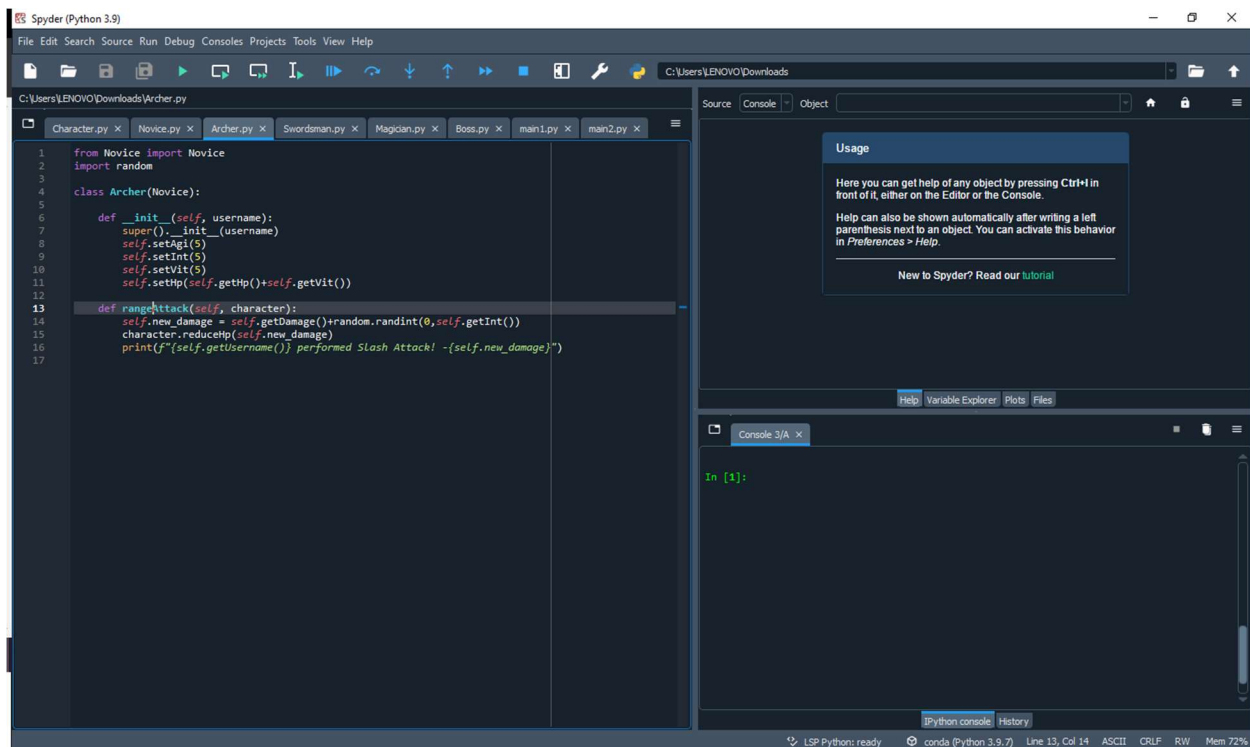 Spyder (Python 3.9)
File Edit Search Source Run Debug Consoles Projects Tools View Help
C:\Users\LENOVO\Downloads
C:\Users\LENOVO\Downloads\Archer.py
Character.py Novice.py Archer.py Swordsman.py Magician.py Boss.py main1.py main2.py
1 from Novice import Novice
2 import random
3
4 class Archer(Novice):
5
6 def __init__(self, username):
7 super().__init__(username)
8 self.setAgi(5)
9 self.setInt(5)
10 self.setVit(5)
11 self.setHp(self.getHp()+self.getVit())
12
13 def rangeAttack(self, character):
14 self.new_damage = self.getDamage()+random.randint(0,self.getInt())
15 character.reduceHp(self.new_damage)
16 print(f"{self.getUsername()} performed Slash Attack! -{self.new_damage}")
17
Source Console Object
Usage
Here you can get help of any object by pressing Ctrl+I in
front of it, either on the Editor or the Console.
Help can also be shown automatically after writing a left
parenthesis next to an object. You can activate this behavior
in Preferences > Help.
New to Spyder? Read our tutorial
Help Variable Explorer Plots Files
Console 3/A
In [1]:
IPython console History
LSP Python: ready conda (Python 3.9.7) Line 13, Col 14 ASCII CRLF RW Mem 72%